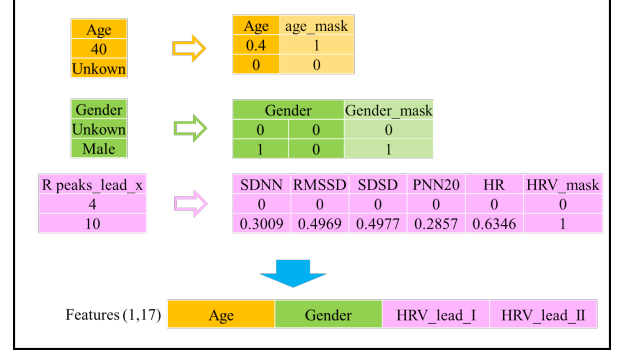 Age
40
Unkown
Age age_mask
0.4 1
0 0
Gender
Unkown
Male
Gender Gender_mask
0 0 0
1 0 1
R peaks_lead_x
4
10
SDNN RMSSD SDSD PNN20 HR HRV_mask
0 0 0 0 0 0
0.3009 0.4969 0.4977 0.2857 0.6346 1
Features (1,17) Age Gender HRV_lead_I HRV_lead_II